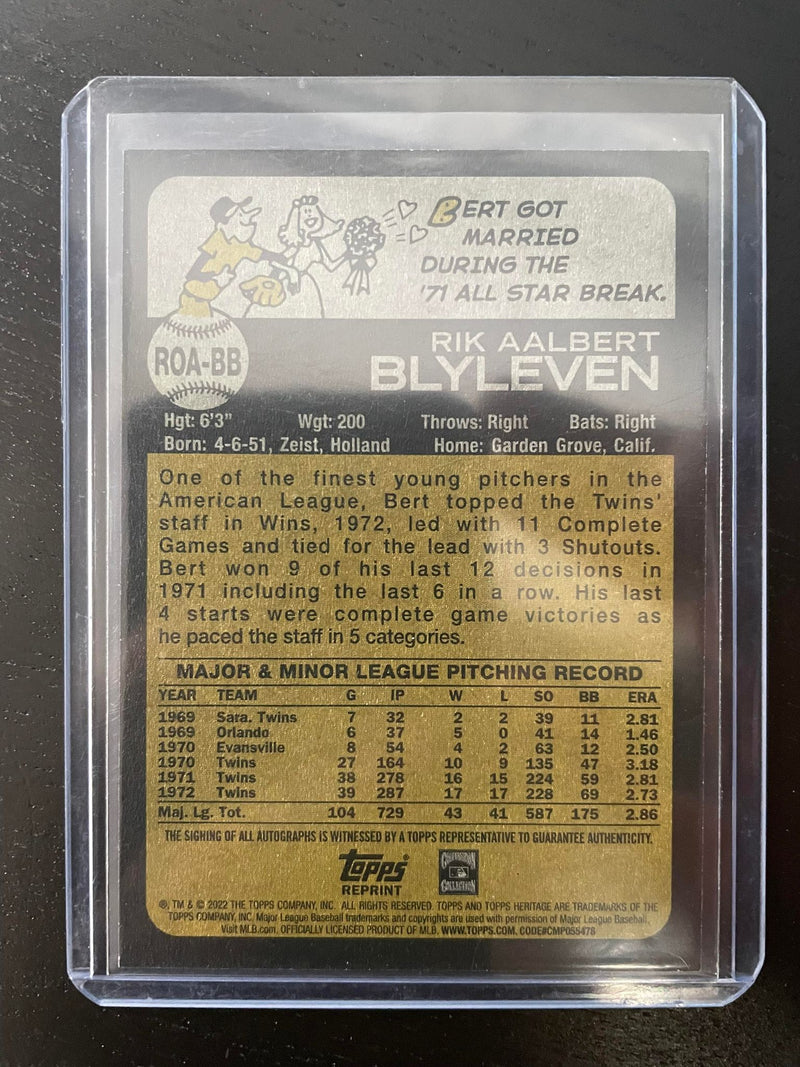 BERT GOT
MARRIED
DURING THE
'71 ALL STAR BREAK.
ROA-BB
RIK AALBERT
BLYLEVEN
Hgt: 6'3" Wgt: 200 Throws: Right Bats: Right
Born: 4-6-51, Zeist, Holland Home: Garden Grove, Calif.
One of the finest young pitchers in the
American League, Bert topped the Twins'
staff in Wins, 1972, led with 11 Complete
Games and tied for the lead with 3 Shutouts.
Bert won 9 of his last 12 decisions in
1971 including the last 6 in a row. His last
4 starts were complete game victories as
he paced the staff in 5 categories.
MAJOR & MINOR LEAGUE PITCHING RECORD
YEAR TEAM G IP W L SO BB ERA
1969 Sara. Twins 7 32 2 2 39 11 2.81
1969 Orlando 6 37 5 0 41 14 1.46
1970 Evansville 8 54 4 2 63 12 2.50
1970 Twins 27 164 10 9 135 47 3.18
1971 Twins 38 278 16 15 224 59 2.81
1972 Twins 39 287 17 17 228 69 2.73
Maj. Lg. Tot. 104 729 43 41 587 175 2.86
THE SIGNING OF ALL AUTOGRAPHS IS WITNESSED BY A TOPPS REPRESENTATIVE TO GUARANTEE AUTHENTICITY.
Topps
REPRINT
COOPERSTOWN
COLLECTION
®, TM & © 2022 THE TOPPS COMPANY, INC. ALL RIGHTS RESERVED. TOPPS AND TOPPS HERITAGE ARE TRADEMARKS OF THE
TOPPS COMPANY, INC. Major League Baseball trademarks and copyrights are used with permission of Major League Baseball.
Visit MLB.com. OFFICIALLY LICENSED PRODUCT OF MLB. WWW.TOPPS.COM. CODE#CMP055478